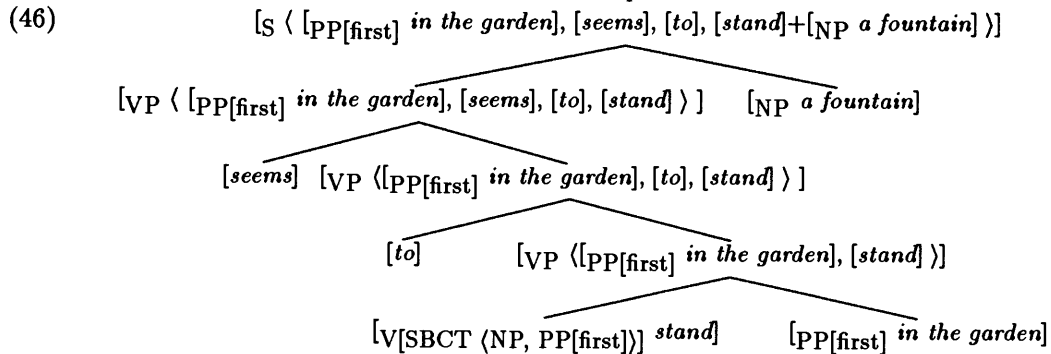 (46) [S ⟨ [PP[first] in the garden], [seems], [to], [stand]+[NP a fountain] ⟩]
[VP ⟨ [PP[first] in the garden], [seems], [to], [stand] ⟩ ] [NP a fountain]
[seems] [VP ⟨[PP[first] in the garden], [to], [stand] ⟩ ]
[to] [VP ⟨[PP[first] in the garden], [stand] ⟩]
[V[SBCT ⟨NP, PP[first]⟩] stand] [PP[first] in the garden]